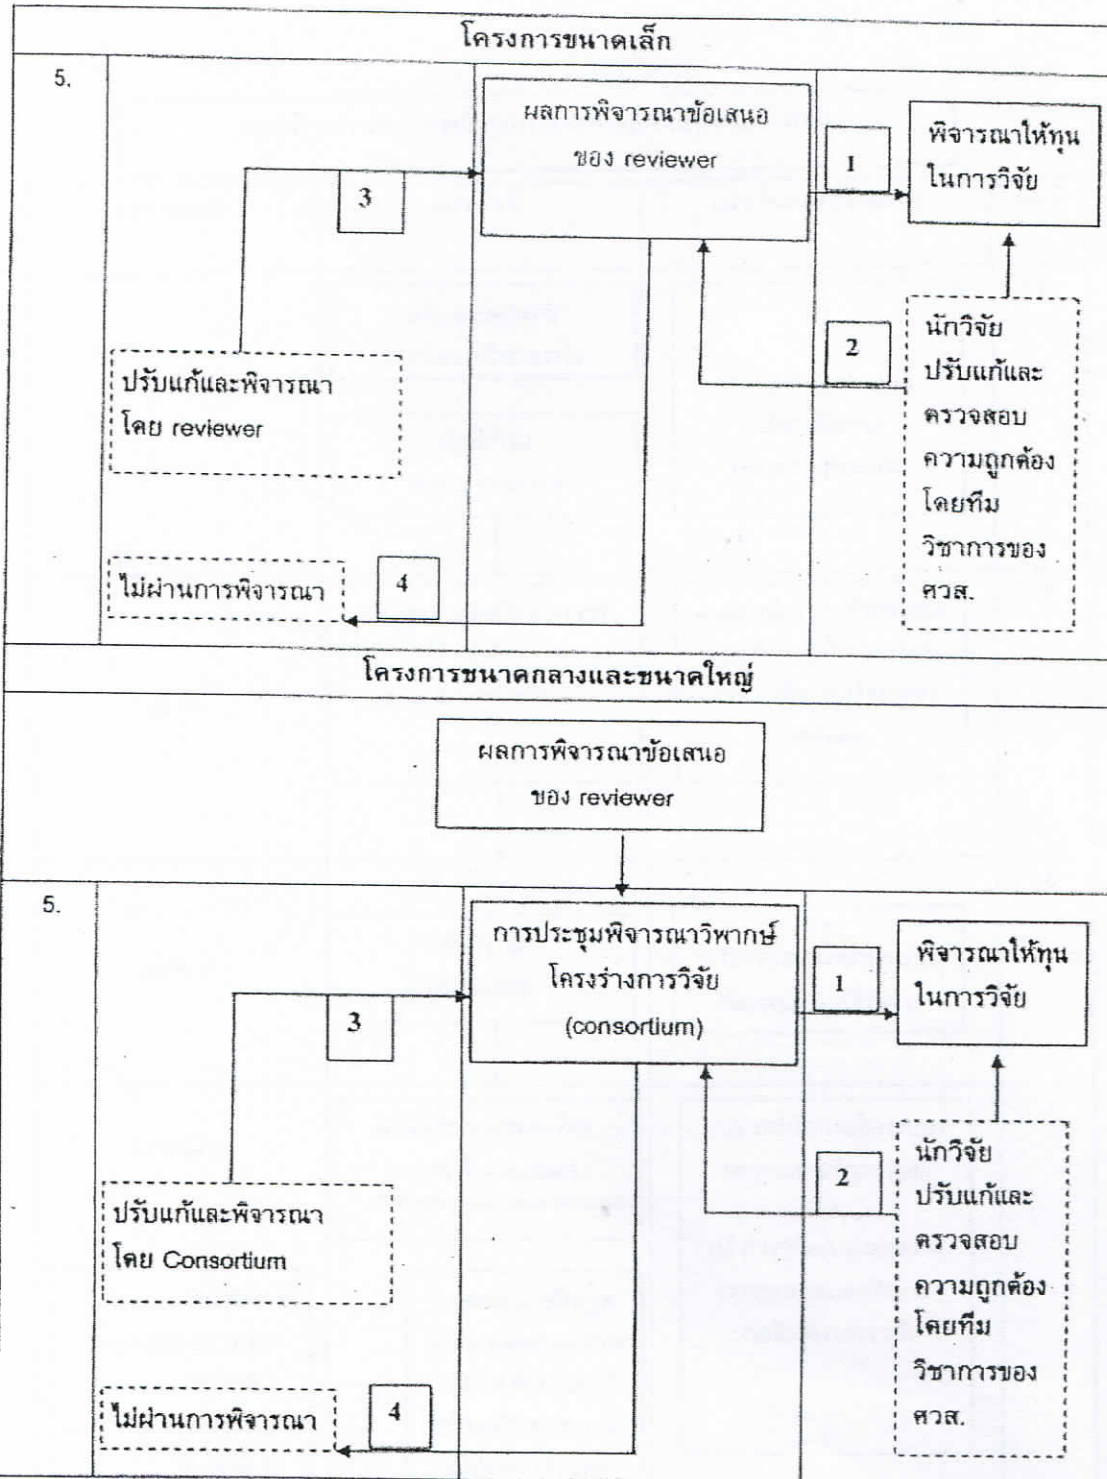 โครงการขนาดเล็ก
5.
ผลการพิจารณาข้อเสนอ
ของ reviewer
1
พิจารณาให้ทุน
ในการวิจัย
3
2
นักวิจัย
ปรับแก้และ
ตรวจสอบ
ความถูกต้อง
โดยทีม
วิชาการของ
ศวส.
ปรับแก้และพิจารณา
โดย reviewer
ไม่ผ่านการพิจารณา
4
โครงการขนาดกลางและขนาดใหญ่
ผลการพิจารณาข้อเสนอ
ของ reviewer
5.
การประชุมพิจารณาวิพากษ์
โครงร่างการวิจัย
(consortium)
1
พิจารณาให้ทุน
ในการวิจัย
3
2
นักวิจัย
ปรับแก้และ
ตรวจสอบ
ความถูกต้อง
โดยทีม
วิชาการของ
ศวส.
ปรับแก้และพิจารณา
โดย Consortium
ไม่ผ่านการพิจารณา
4